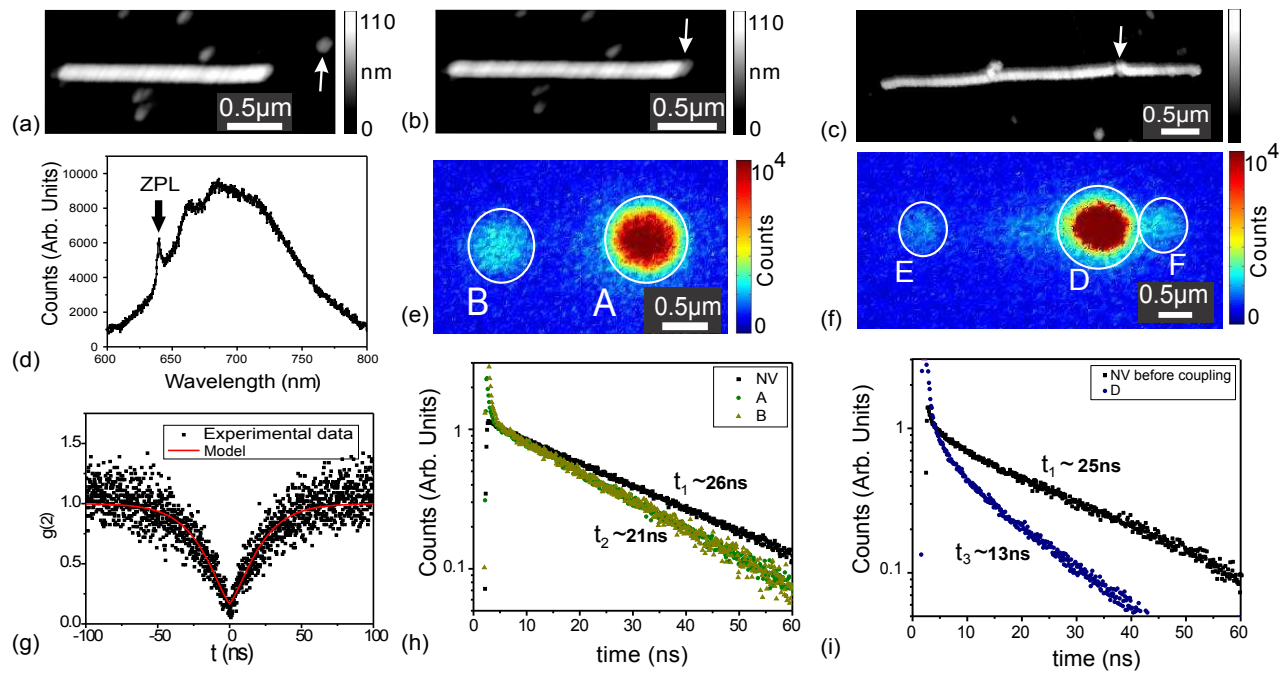 110
nm
0
0.5µm
(a)
110
nm
0
0.5µm
(b)
0.5µm
(c)
ZPL
Counts (Arb. Units)
10000
8000
6000
4000
2000
0
600
650
700
750
800
Wavelength (nm)
(d)
B
A
0.5µm
10^4
Counts
0
(e)
E
D
F
0.5µm
10^4
Counts
0
(f)
Experimental data
Model
g(2)
1.5
1.0
0.5
0.0
-100
-50
0
50
100
t (ns)
(g)
NV
A
B
t1 ~26ns
t2 ~21ns
Counts (Arb. Units)
1
0.1
0
10
20
30
40
50
60
time (ns)
(h)
NV before coupling
D
t1 ~ 25ns
t3 ~13ns
Counts (Arb. Units)
1
0.1
0
10
20
30
40
50
60
time (ns)
(i)